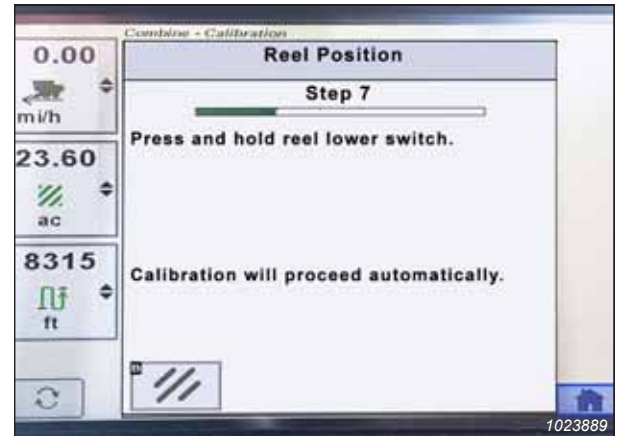 Combine - Calibration
0.00
mi/h
23.60
ac
8315
ft
Reel Position
Step 7
Press and hold reel lower switch.
Calibration will proceed automatically.
1023889